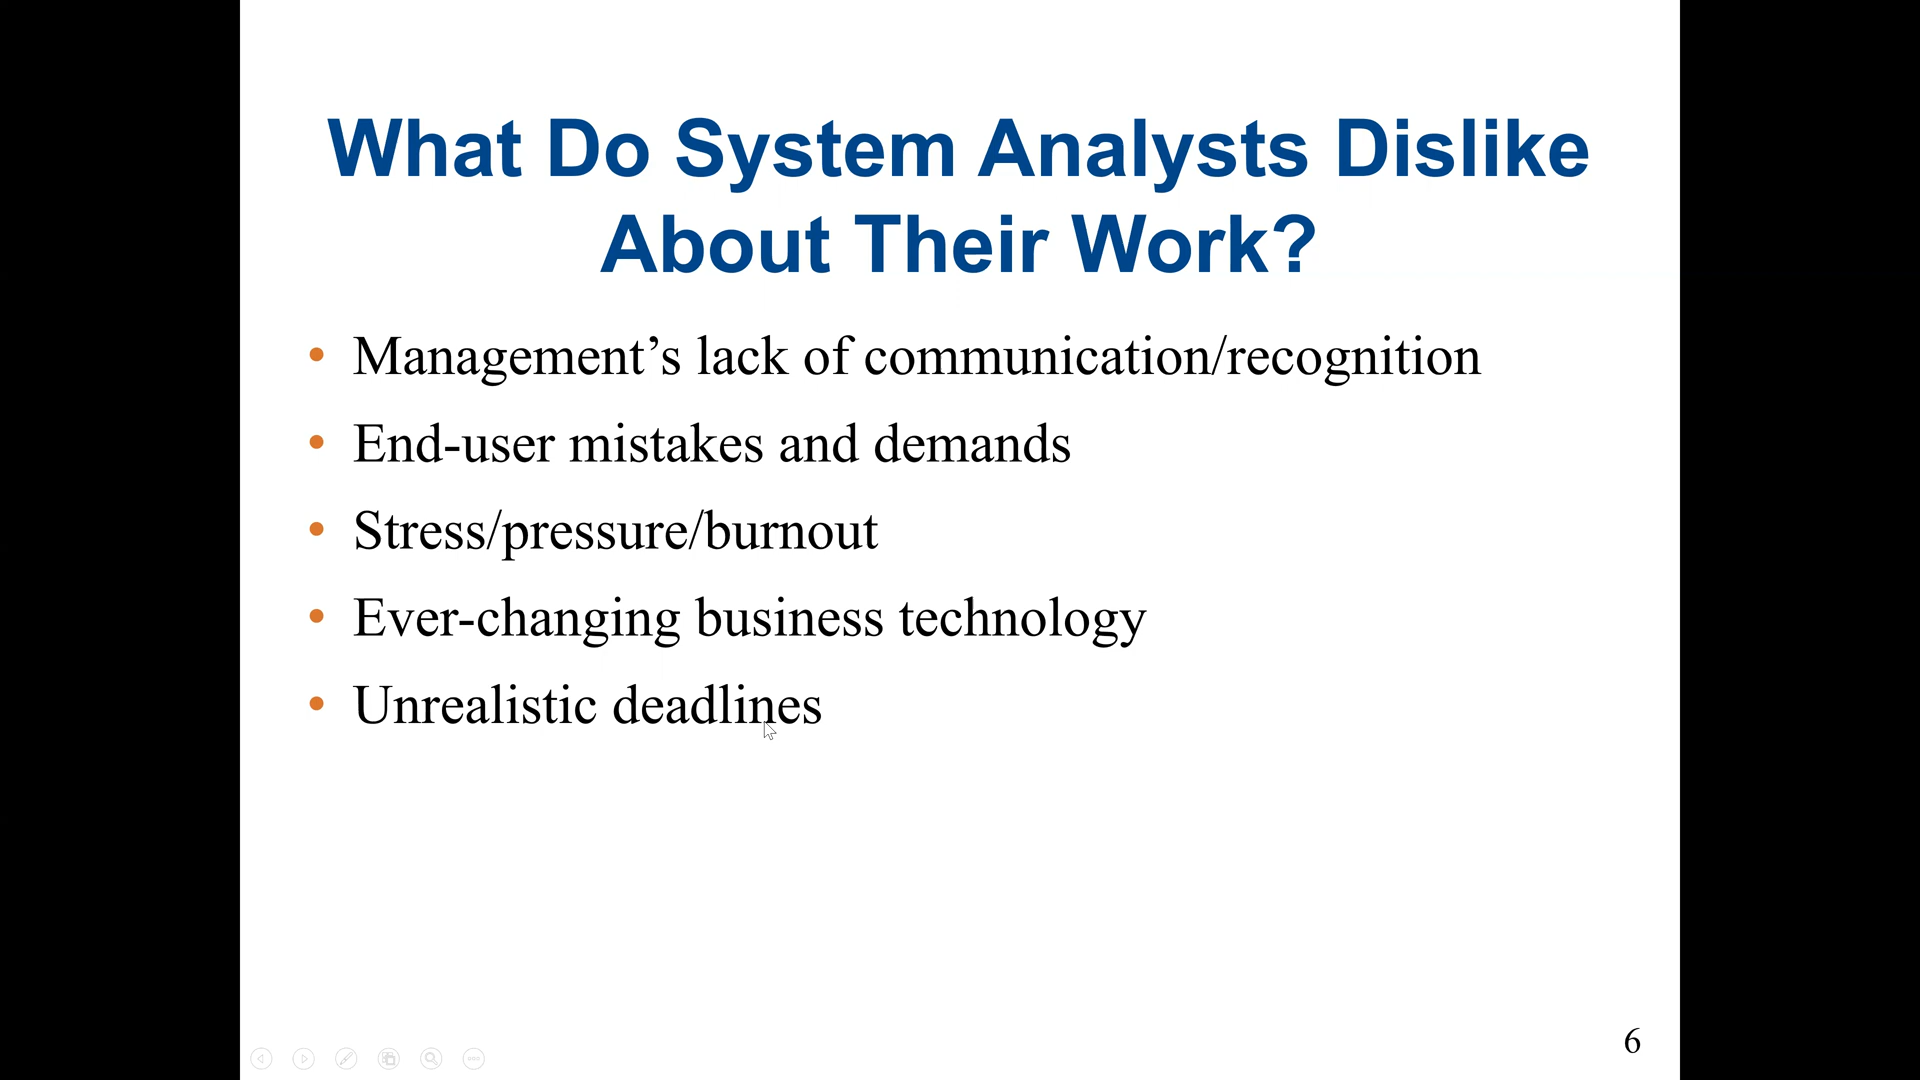 What Do System Analysts Dislike
About Their Work?
• Management’s lack of communication/recognition
• End-user mistakes and demands
• Stress/pressure/burnout
• Ever-changing business technology
• Unrealistic deadlines
6